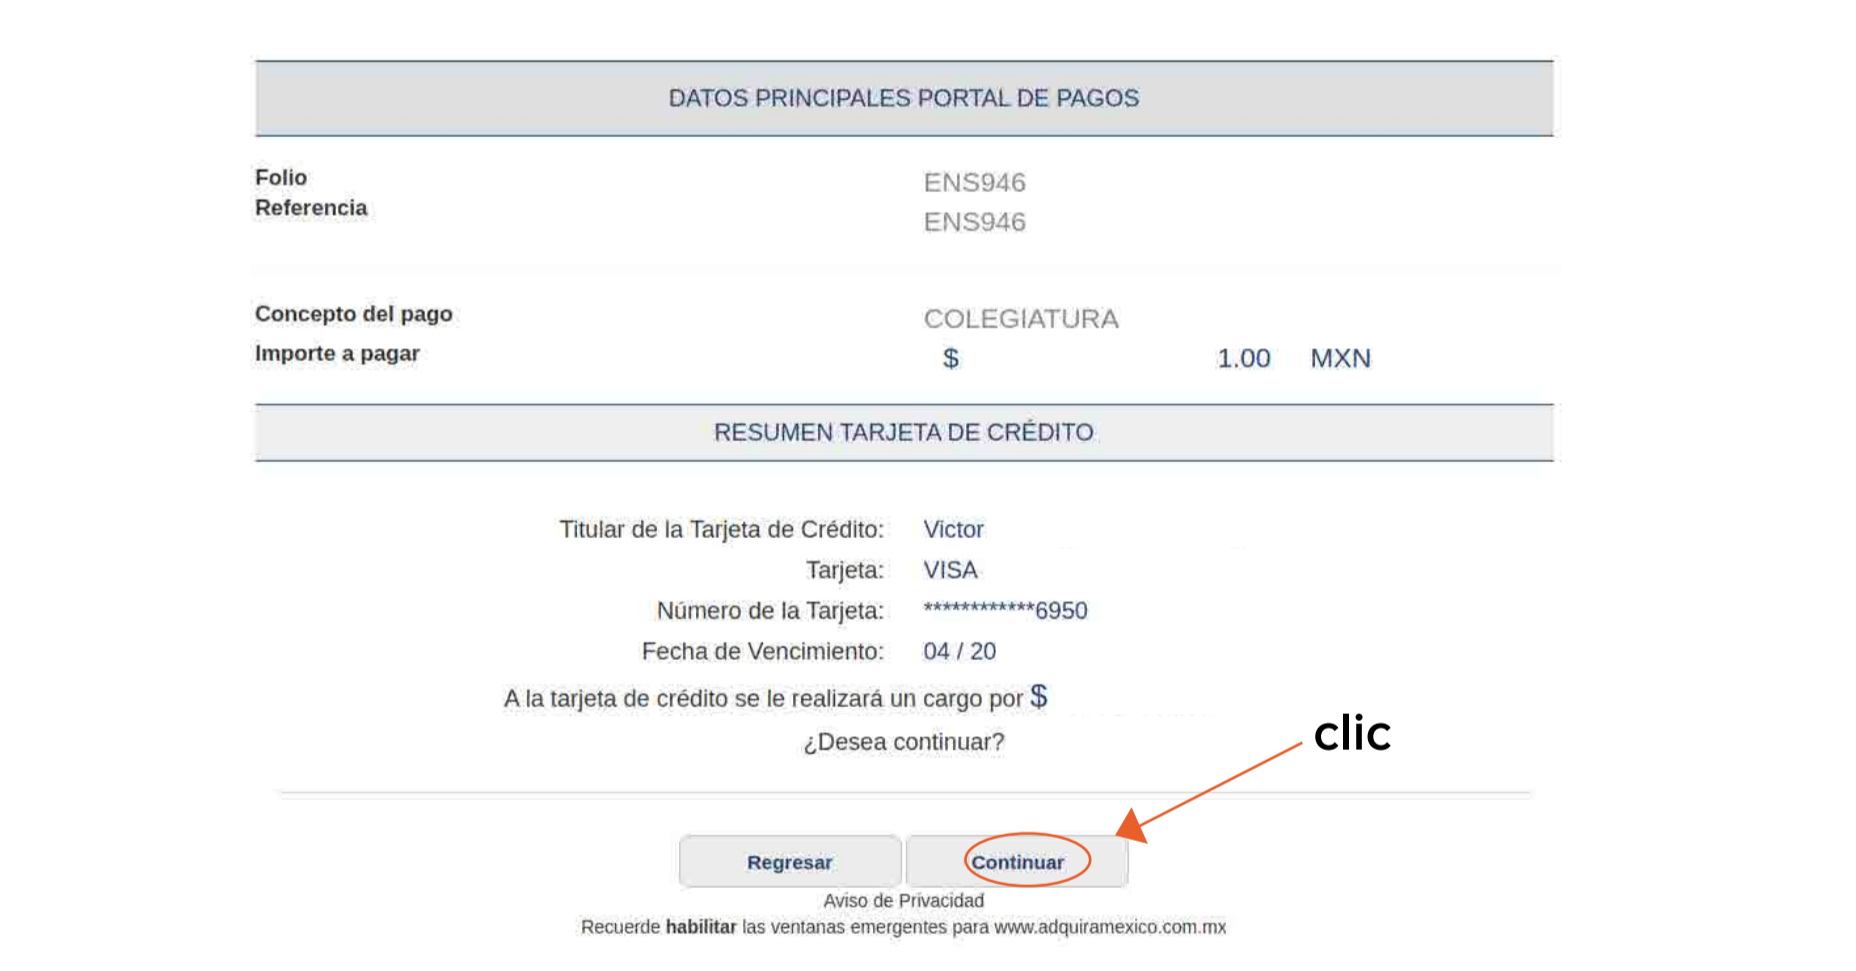 DATOS PRINCIPALES PORTAL DE PAGOS
Folio ENS946
Referencia ENS946
Concepto del pago COLEGIATURA
Importe a pagar $ 1.00 MXN
RESUMEN TARJETA DE CRÉDITO
Titular de la Tarjeta de Crédito: Victor
Tarjeta: VISA
Número de la Tarjeta: ************6950
Fecha de Vencimiento: 04 / 20
A la tarjeta de crédito se le realizará un cargo por $
¿Desea continuar?
clic
Regresar Continuar
Aviso de Privacidad
Recuerde habilitar las ventanas emergentes para www.adquiramexico.com.mx